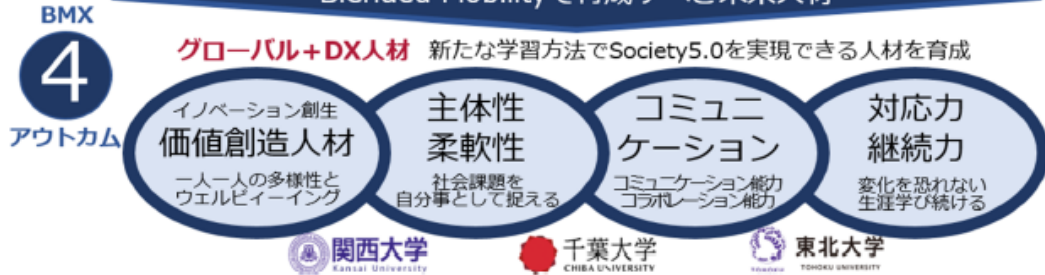 BMX
4
アウトカム
グローバル+DX人材 新たな学習方法でSociety5.0を実現できる人材を育成
イノベーション創生
価値創造人材
一人一人の多様性と
ウェルビィーイング
主体性
柔軟性
社会課題を
自分事として捉える
コミュニ
ケーション
コミュニケーション能力
コラボレーション能力
対応力
継続力
変化を恐れない
生涯学び続ける
関西大学
Kansai University
千葉大学
CHIBA UNIVERSITY
東北大学
TOHOKU UNIVERSITY